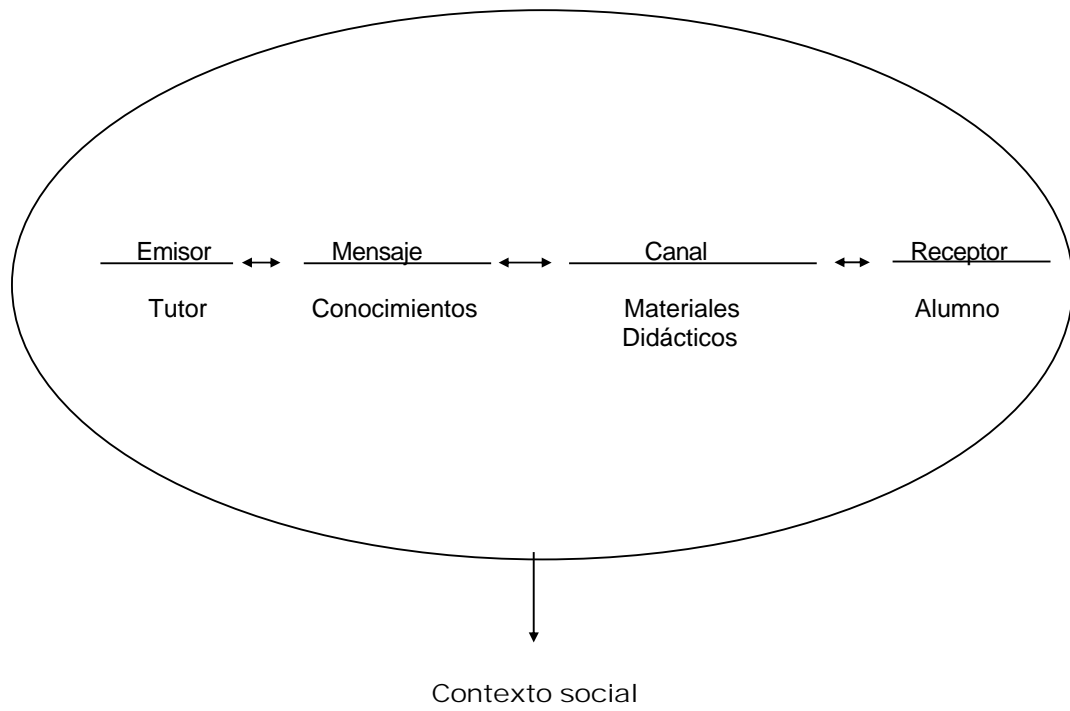 Emisor Mensaje Canal Receptor
Tutor Conocimientos Materiales Alumno
Didácticos
Contexto social